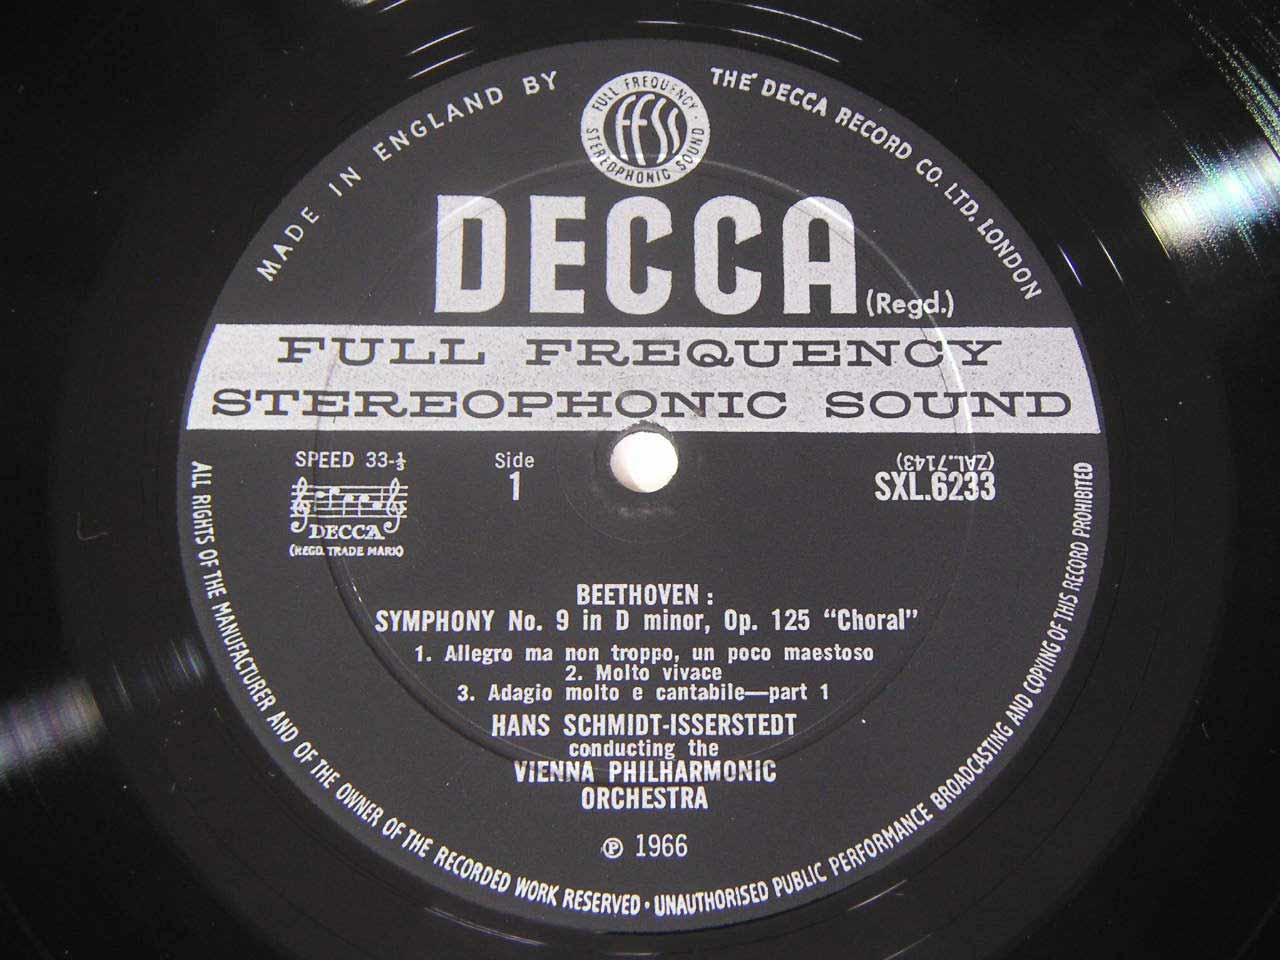 MADE IN ENGLAND BY
THE DECCA RECORD CO. LTD. LONDON
FULL FREQUENCY · STEREOPHONIC SOUND ·
FFSS
DECCA (Regd.)
FULL FREQUENCY
STEREOPHONIC SOUND
SPEED 33-⅓
Side
1
(ZAL.7143)
SXL.6233
DECCA
(REGD. TRADE MARK)
BEETHOVEN :
SYMPHONY No. 9 in D minor, Op. 125 “Choral”
1. Allegro ma non troppo, un poco maestoso
2. Molto vivace
3. Adagio molto e cantabile—part 1
HANS SCHMIDT-ISSERSTEDT
conducting the
VIENNA PHILHARMONIC
ORCHESTRA
℗ 1966
ALL RIGHTS OF THE MANUFACTURER AND OF THE OWNER OF THE RECORDED WORK RESERVED · UNAUTHORISED PUBLIC PERFORMANCE BROADCASTING AND COPYING OF THIS RECORD PROHIBITED